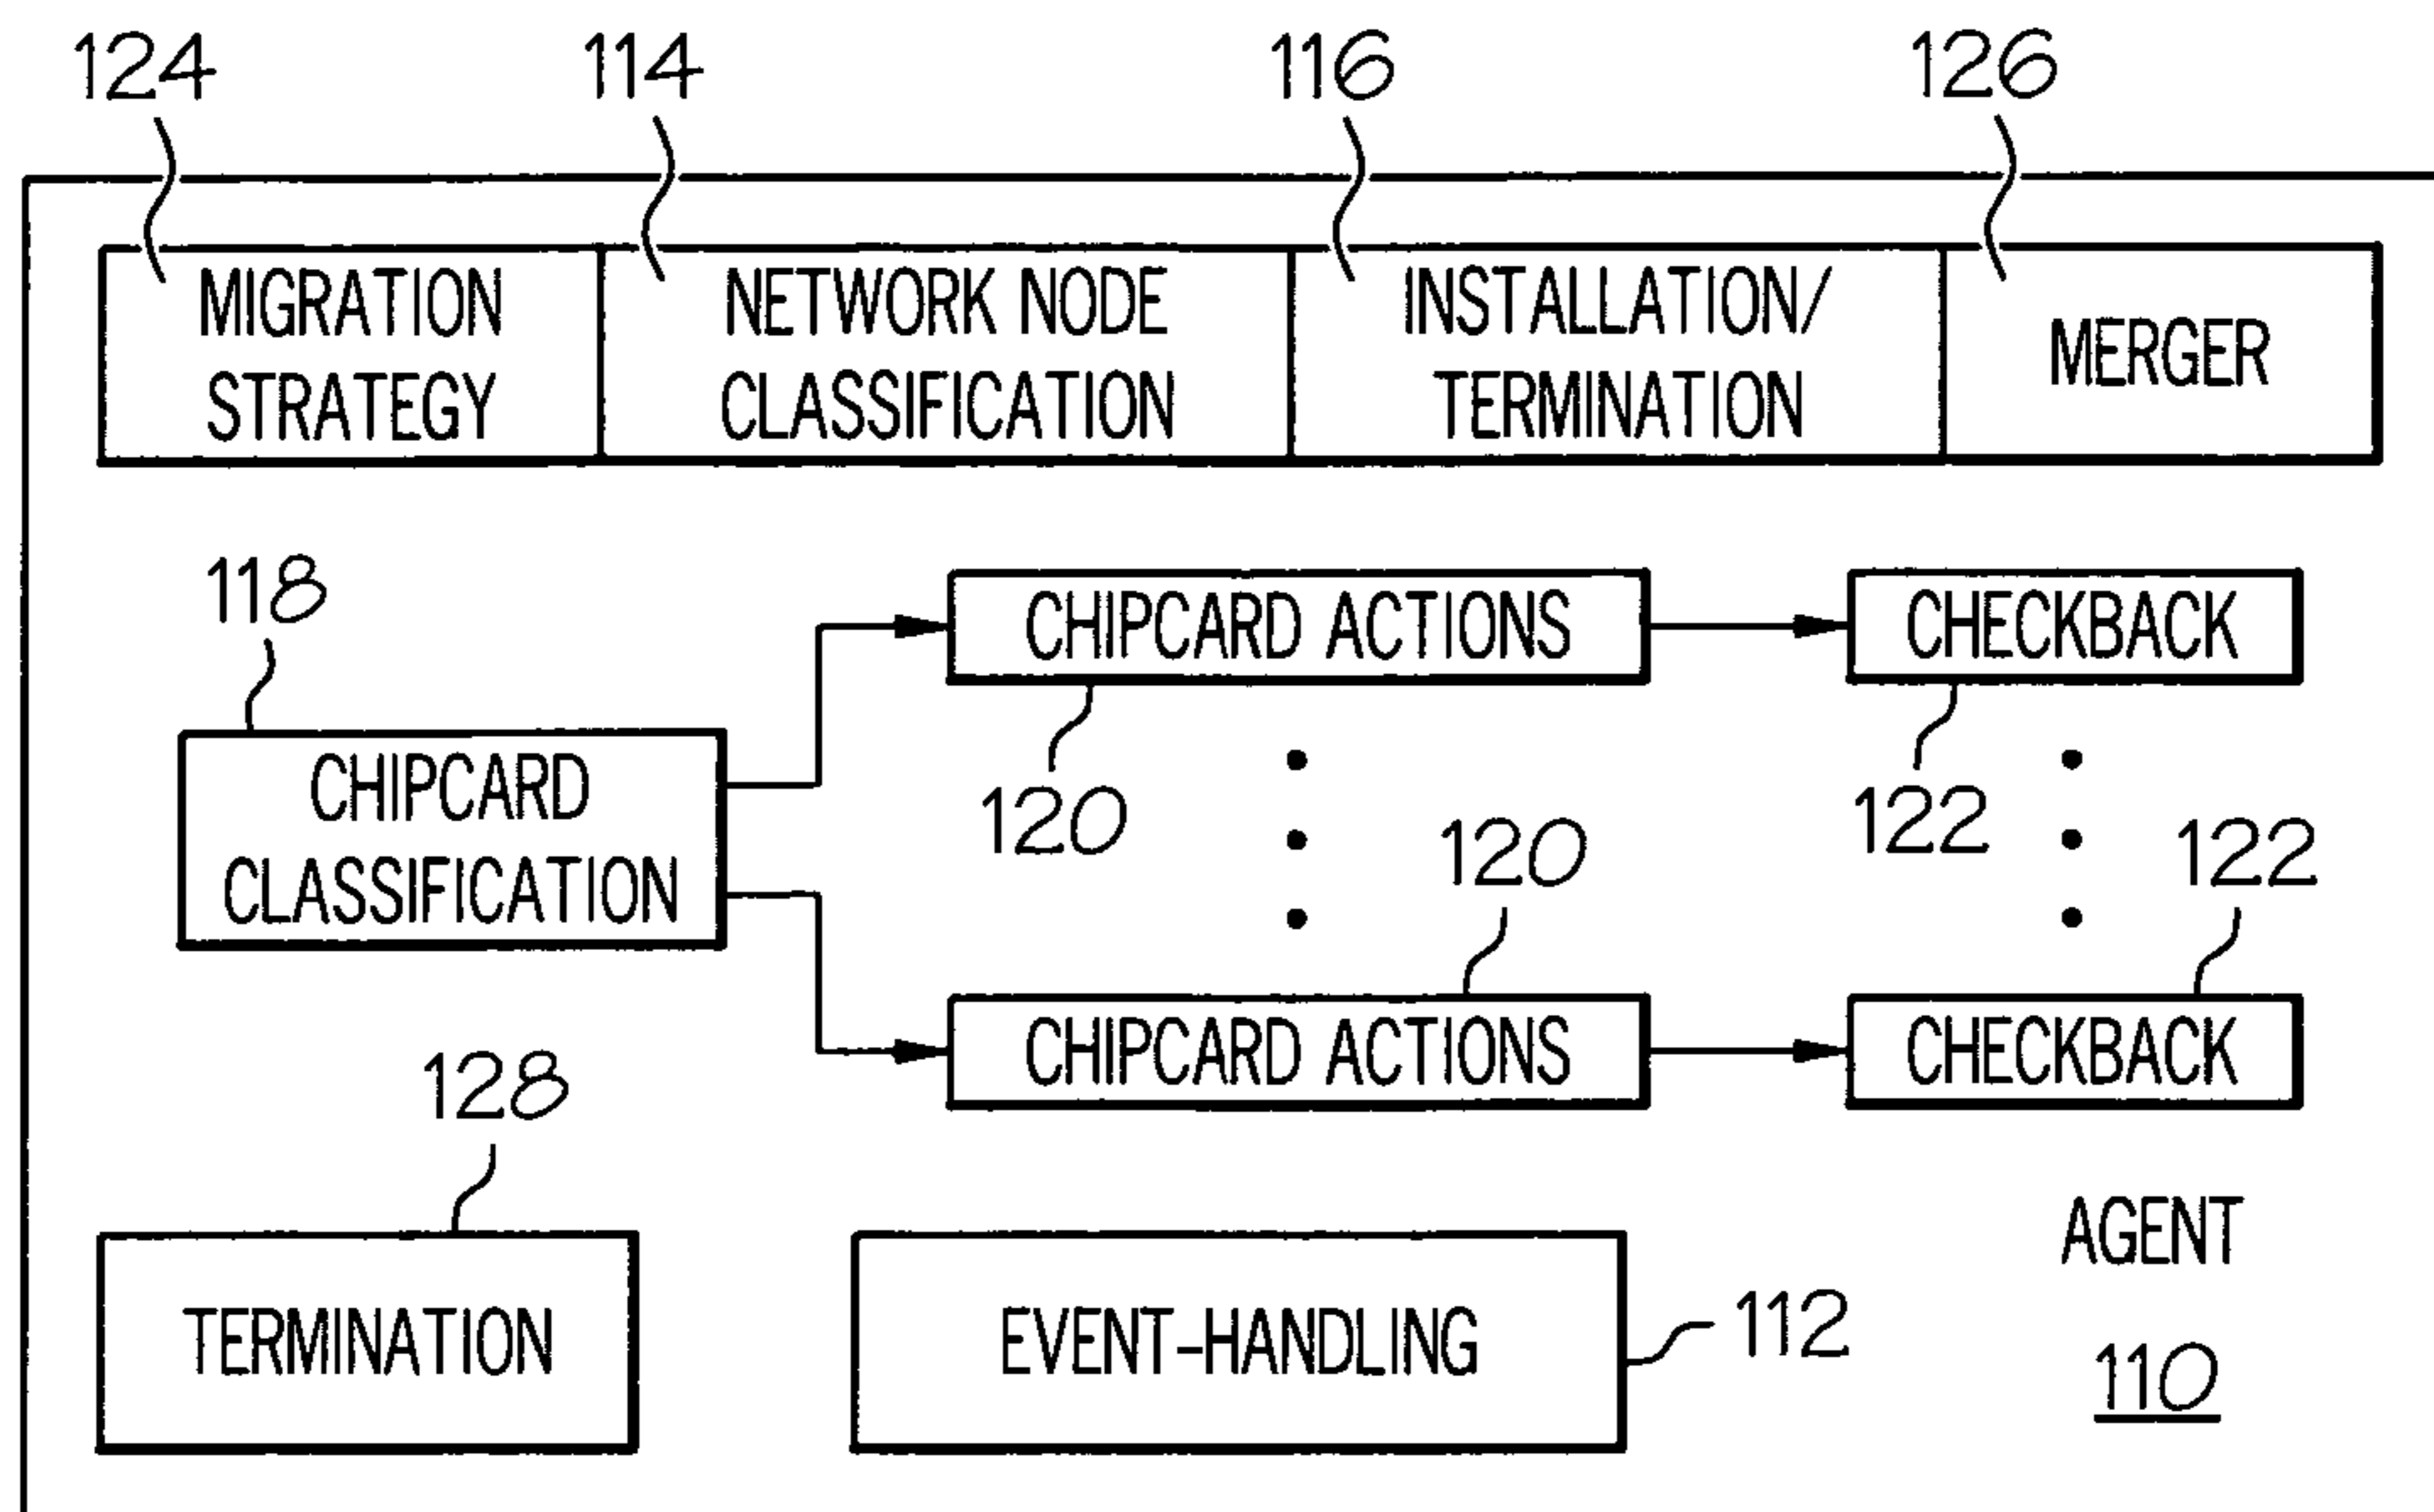 124
114
116
126
MIGRATION
STRATEGY
NETWORK NODE
CLASSIFICATION
INSTALLATION/
TERMINATION
MERGER
118
CHIPCARD
CLASSIFICATION
CHIPCARD ACTIONS
CHECKBACK
120
122
120
122
CHIPCARD ACTIONS
CHECKBACK
128
TERMINATION
EVENT-HANDLING
112
AGENT
110